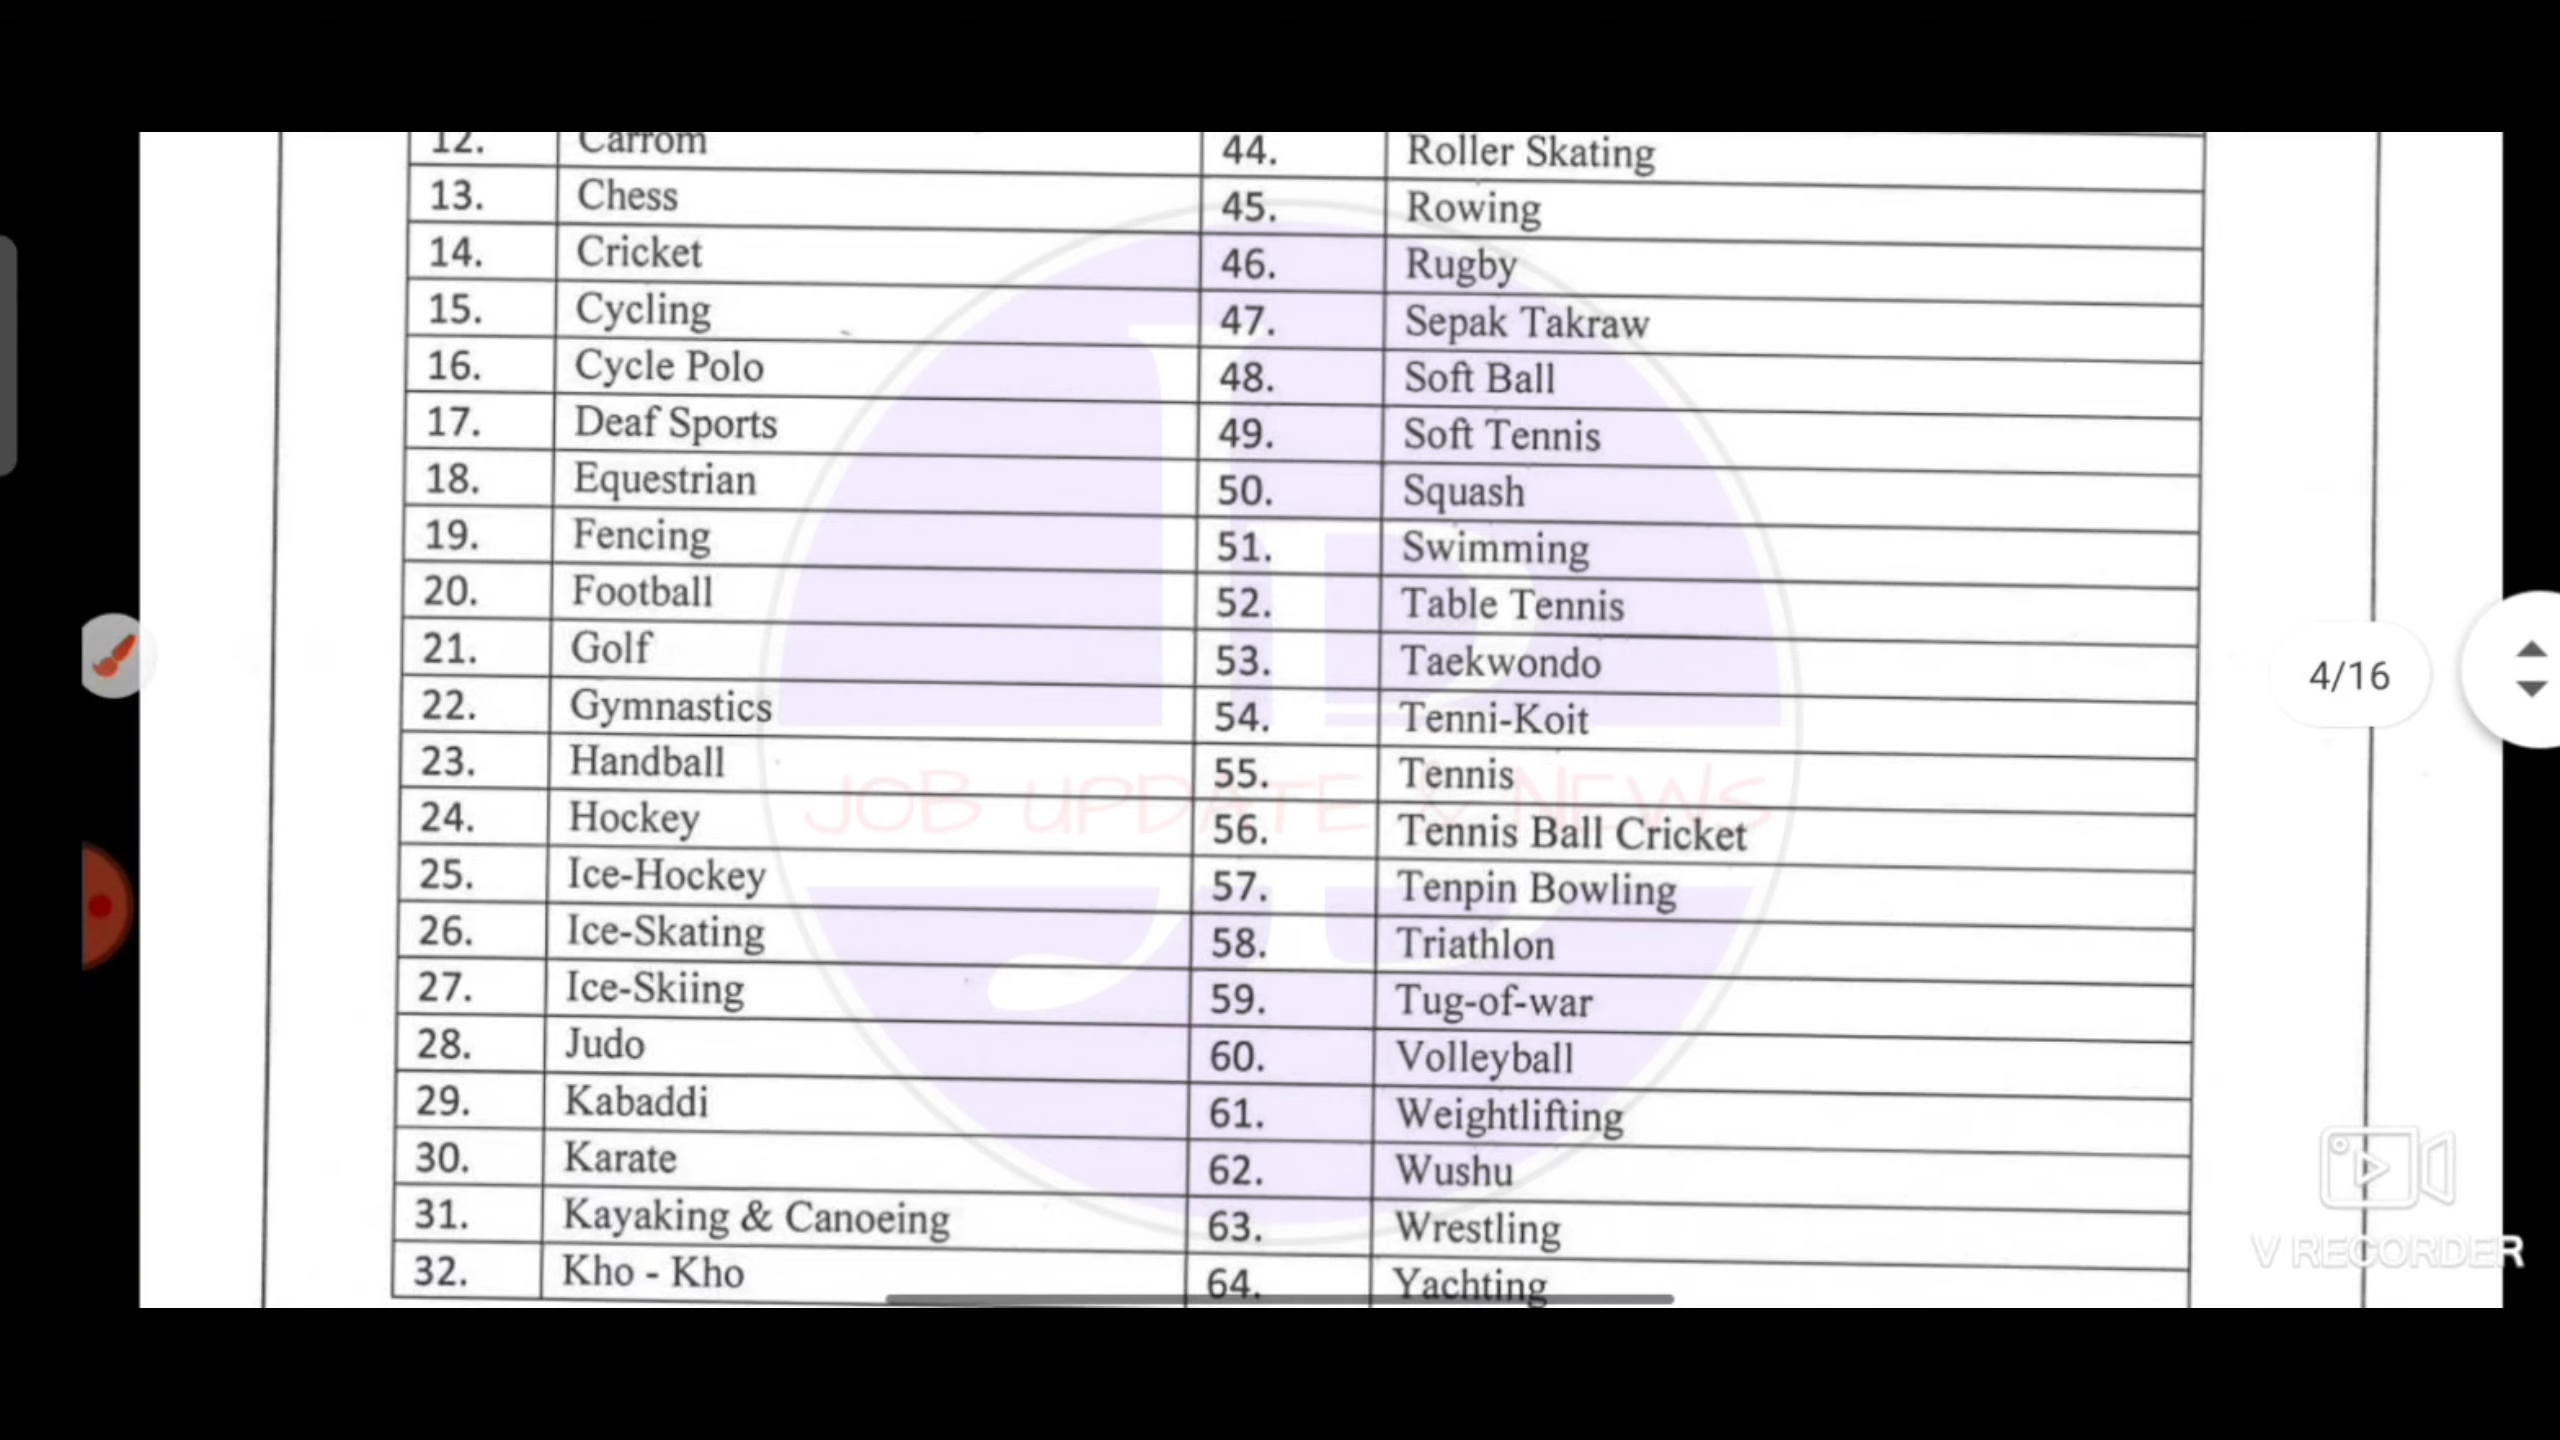 12. Carrom 44. Roller Skating
13. Chess 45. Rowing
14. Cricket 46. Rugby
15. Cycling 47. Sepak Takraw
16. Cycle Polo 48. Soft Ball
17. Deaf Sports 49. Soft Tennis
18. Equestrian 50. Squash
19. Fencing 51. Swimming
20. Football 52. Table Tennis
21. Golf 53. Taekwondo
4/16
22. Gymnastics 54. Tenni-Koit
23. Handball 55. Tennis
JOB UPDATE & NEWS
24. Hockey 56. Tennis Ball Cricket
25. Ice-Hockey 57. Tenpin Bowling
26. Ice-Skating 58. Triathlon
27. Ice-Skiing 59. Tug-of-war
28. Judo 60. Volleyball
29. Kabaddi 61. Weightlifting
30. Karate 62. Wushu
31. Kayaking & Canoeing 63. Wrestling
V RECORDER
32. Kho - Kho 64. Yachting